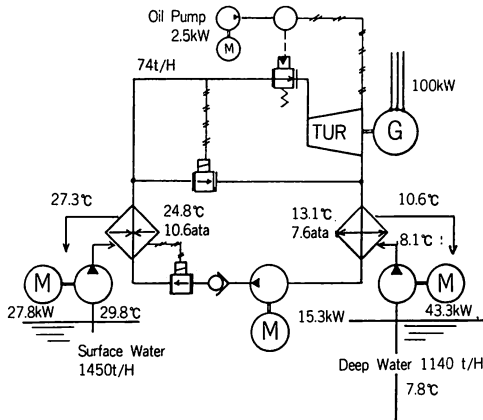 Oil Pump
2.5kW
M
74t/H
100kW
TUR
G
27.3℃
24.8℃
10.6ata
13.1℃
7.6ata
10.6℃
8.1℃
M
27.8kW
29.8℃
M
15.3kW
M
43.3kW
Surface Water
1450t/H
Deep Water 1140 t/H
7.8℃